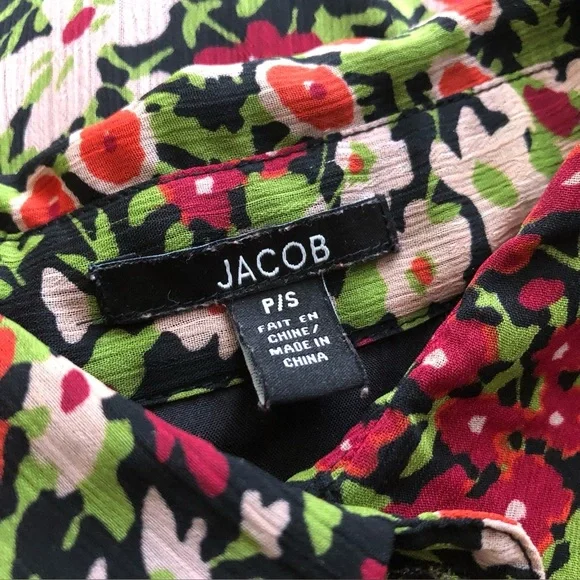 JACOB
P/S
FAIT EN
CHINE/
MADE IN
CHINA